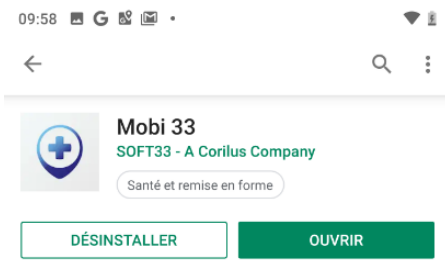 09:58
Mobi 33
SOFT33 - A Corilus Company
Santé et remise en forme
DÉSINSTALLER
OUVRIR